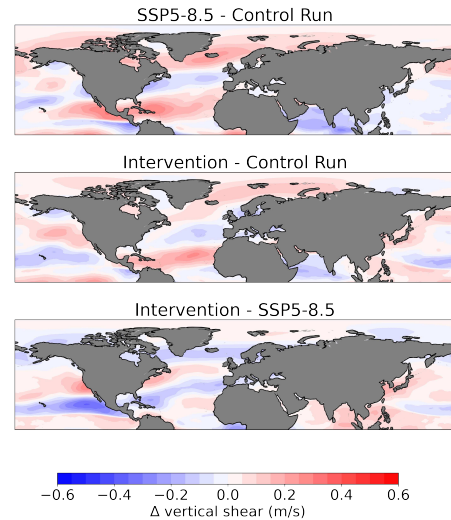 SSP5-8.5 - Control Run
Intervention - Control Run
Intervention - SSP5-8.5
−0.6 −0.4 −0.2 0.0 0.2 0.4 0.6
Δ vertical shear (m/s)